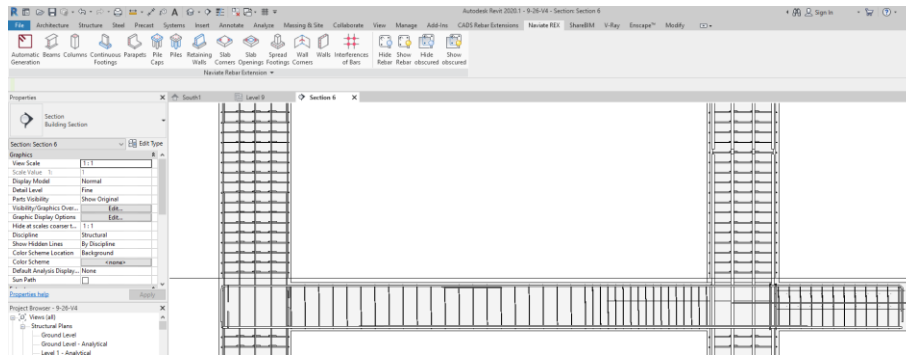 Autodesk Revit 2020.1 - 9-26-V4 - Section: Section 6
Sign In
File Architecture Structure Steel Precast Systems Insert Annotate Analyze Massing & Site Collaborate View Manage Add-Ins CADS Rebar Extensions Naviate REX ShareBIM V-Ray Enscape™ Modify
Automatic Generation
Beams
Columns
Continuous Footings
Parapets
Pile Caps
Piles
Retaining Walls
Slab Corners
Slab Openings
Spread Footings
Wall Corners
Walls
Interferences of Bars
Hide Rebar
Show Rebar
Hide obscured
Show obscured
Naviate Rebar Extension
Properties
South1
Level 9
Section 6
Section
Building Section
Section: Section 6
Edit Type
Graphics
View Scale 1 : 1
Scale Value 1: 1
Display Model Normal
Detail Level Fine
Parts Visibility Show Original
Visibility/Graphics Over... Edit...
Graphic Display Options Edit...
Hide at scales coarser t... 1 : 1
Discipline Structural
Show Hidden Lines By Discipline
Color Scheme Location Background
Color Scheme <none>
Default Analysis Display... None
Sun Path
Properties help
Apply
Project Browser - 9-26-V4
Views (all)
Structural Plans
Ground Level
Ground Level - Analytical
Level 1 - Analytical